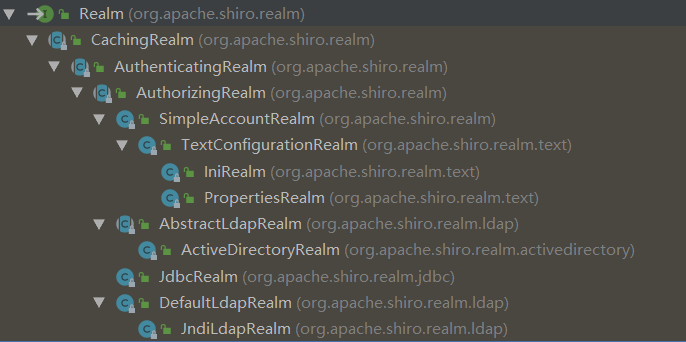 Realm (org.apache.shiro.realm)
CachingRealm (org.apache.shiro.realm)
AuthenticatingRealm (org.apache.shiro.realm)
AuthorizingRealm (org.apache.shiro.realm)
SimpleAccountRealm (org.apache.shiro.realm)
TextConfigurationRealm (org.apache.shiro.realm.text)
IniRealm (org.apache.shiro.realm.text)
PropertiesRealm (org.apache.shiro.realm.text)
AbstractLdapRealm (org.apache.shiro.realm.ldap)
ActiveDirectoryRealm (org.apache.shiro.realm.activedirectory)
JdbcRealm (org.apache.shiro.realm.jdbc)
DefaultLdapRealm (org.apache.shiro.realm.ldap)
JndiLdapRealm (org.apache.shiro.realm.ldap)